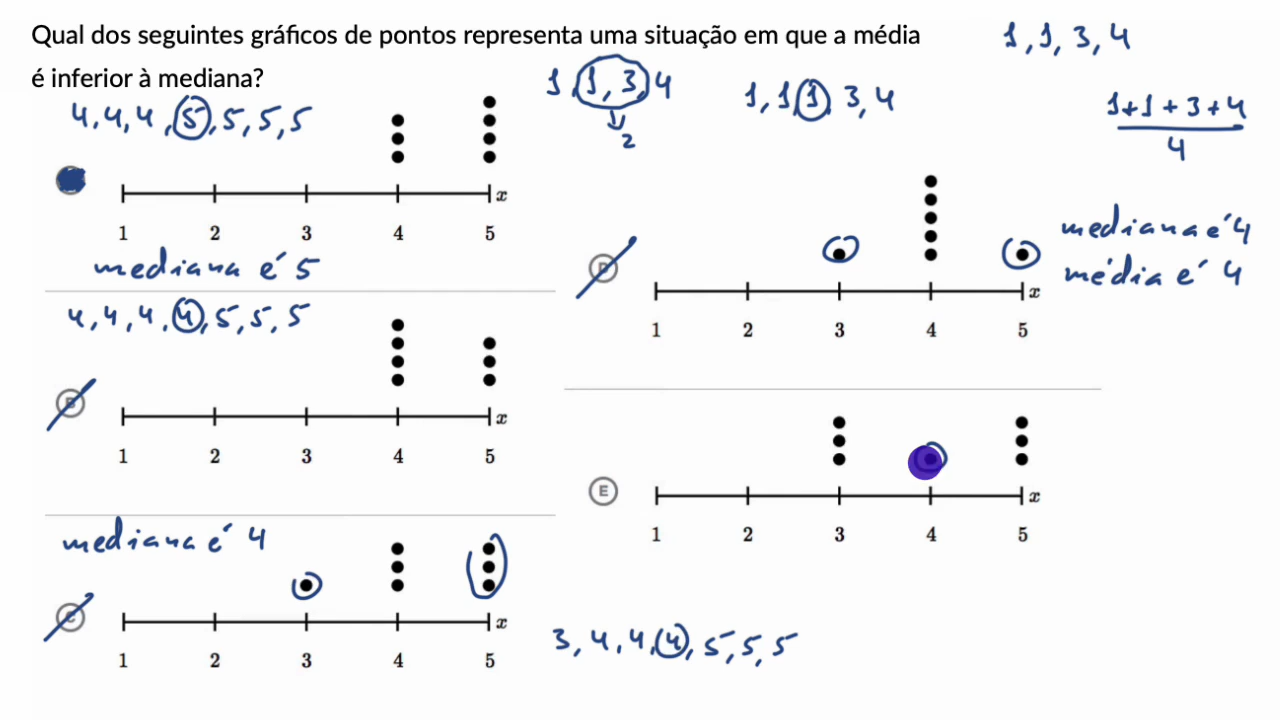 Qual dos seguintes gráficos de pontos representa uma situação em que a média
é inferior à mediana?
1, 1, 3, 4
1, 1, 3, 4
2
1, 1, 1, 3, 4
1+1+3+4
4
4, 4, 4, 5, 5, 5, 5
x
1 2 3 4 5
mediana é 5
4, 4, 4, 4, 5, 5, 5
B
x
1 2 3 4 5
mediana é 4
C
x
1 2 3 4 5
D
x
1 2 3 4 5
mediana é 4
média é 4
E
x
1 2 3 4 5
3, 4, 4, 4, 5, 5, 5